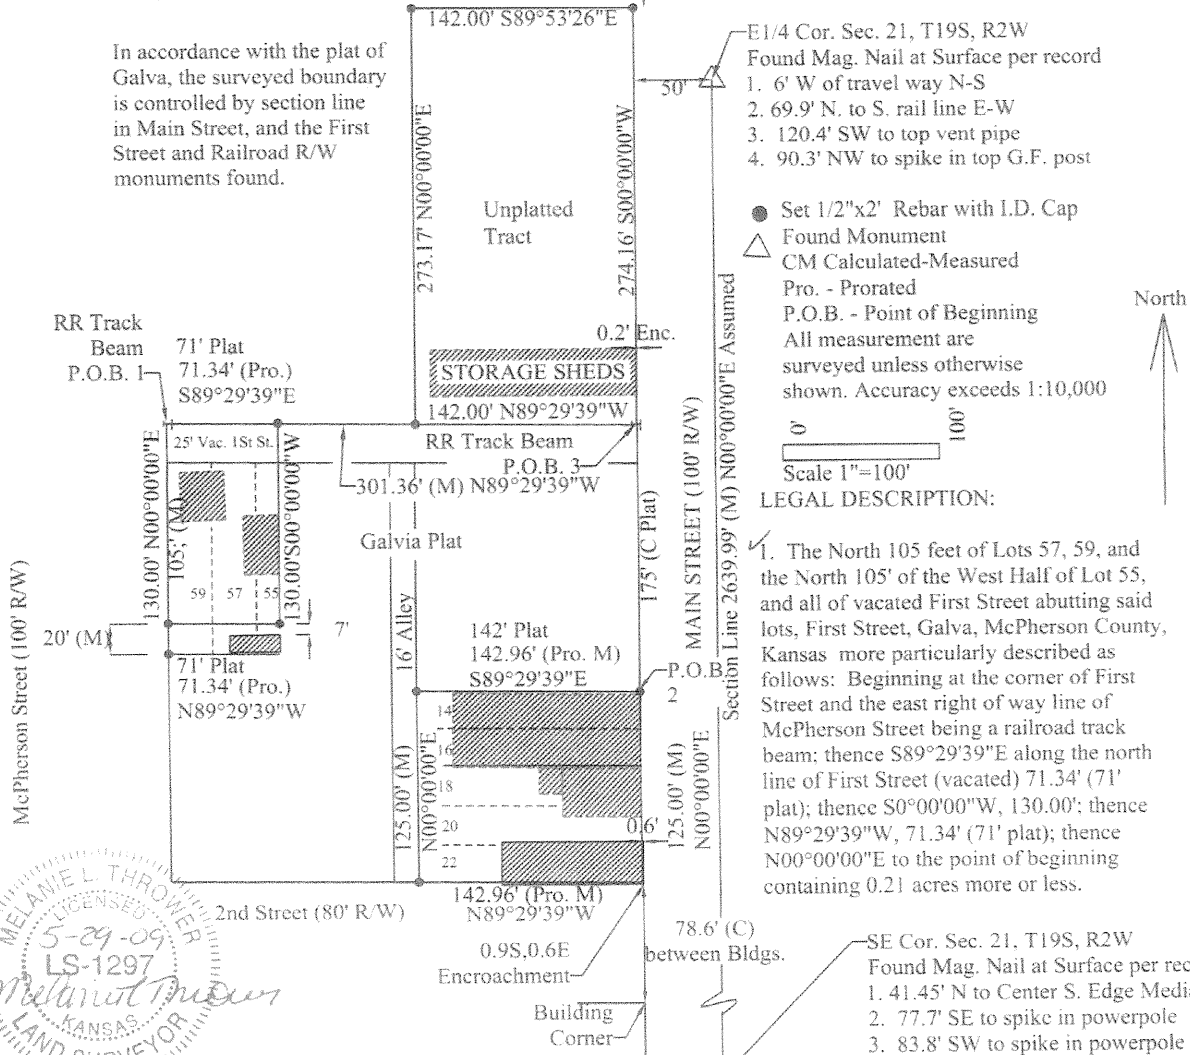 142.00' S89°53'26"E
In accordance with the plat of
Galva, the surveyed boundary
is controlled by section line
in Main Street, and the First
Street and Railroad R/W
monuments found.
273.17' N00°00'00"E
Unplatted
Tract
274.16' S00°00'00"W
50'
E1/4 Cor. Sec. 21, T19S, R2W
Found Mag. Nail at Surface per record
1. 6' W of travel way N-S
2. 69.9' N. to S. rail line E-W
3. 120.4' SW to top vent pipe
4. 90.3' NW to spike in top G.F. post
Set 1/2"x2' Rebar with I.D. Cap
Found Monument
CM Calculated-Measured
Pro. - Prorated
P.O.B. - Point of Beginning
All measurement are
surveyed unless otherwise
shown. Accuracy exceeds 1:10,000
North
0'
100'
Scale 1"=100'
RR Track
Beam
P.O.B. 1
71' Plat
71.34' (Pro.)
S89°29'39"E
0.2' Enc.
STORAGE SHEDS
142.00' N89°29'39"W
25' Vac. 1St St.
RR Track Beam
P.O.B. 3
301.36' (M) N89°29'39"W
130.00' N00°00'00"E
105;' (M)
130.00'S00°00'00"W
59
57
55
Galvia Plat
16' Alley
175' (C Plat)
MAIN STREET (100' R/W)
Section Line 2639.99' (M) N00°00'00"E Assumed
McPherson Street (100' R/W)
20' (M)
7'
71' Plat
71.34' (Pro.)
N89°29'39"W
142' Plat
142.96' (Pro. M)
S89°29'39"E
P.O.B.
2
14
16
18
20
22
125.00' (M)
N00°00'00"E
0.6'
125.00' (M)
N00°00'00"E
142.96' (Pro. M)
N89°29'39"W
2nd Street (80' R/W)
0.9S,0.6E
Encroachment
78.6' (C)
between Bldgs.
Building
Corner
LEGAL DESCRIPTION:
1. The North 105 feet of Lots 57, 59, and
the North 105' of the West Half of Lot 55,
and all of vacated First Street abutting said
lots, First Street, Galva, McPherson County,
Kansas more particularly described as
follows: Beginning at the corner of First
Street and the east right of way line of
McPherson Street being a railroad track
beam; thence S89°29'39"E along the north
line of First Street (vacated) 71.34' (71'
plat); thence S0°00'00"W, 130.00'; thence
N89°29'39"W, 71.34' (71' plat); thence
N00°00'00"E to the point of beginning
containing 0.21 acres more or less.
SE Cor. Sec. 21, T19S, R2W
Found Mag. Nail at Surface per rec
1. 41.45' N to Center S. Edge Media
2. 77.7' SE to spike in powerpole
3. 83.8' SW to spike in powerpole
MELANIE L. THROWER
LICENSED
5-29-09
LS-1297
Melanie L Thrower
KANSAS
LAND SURVEYOR